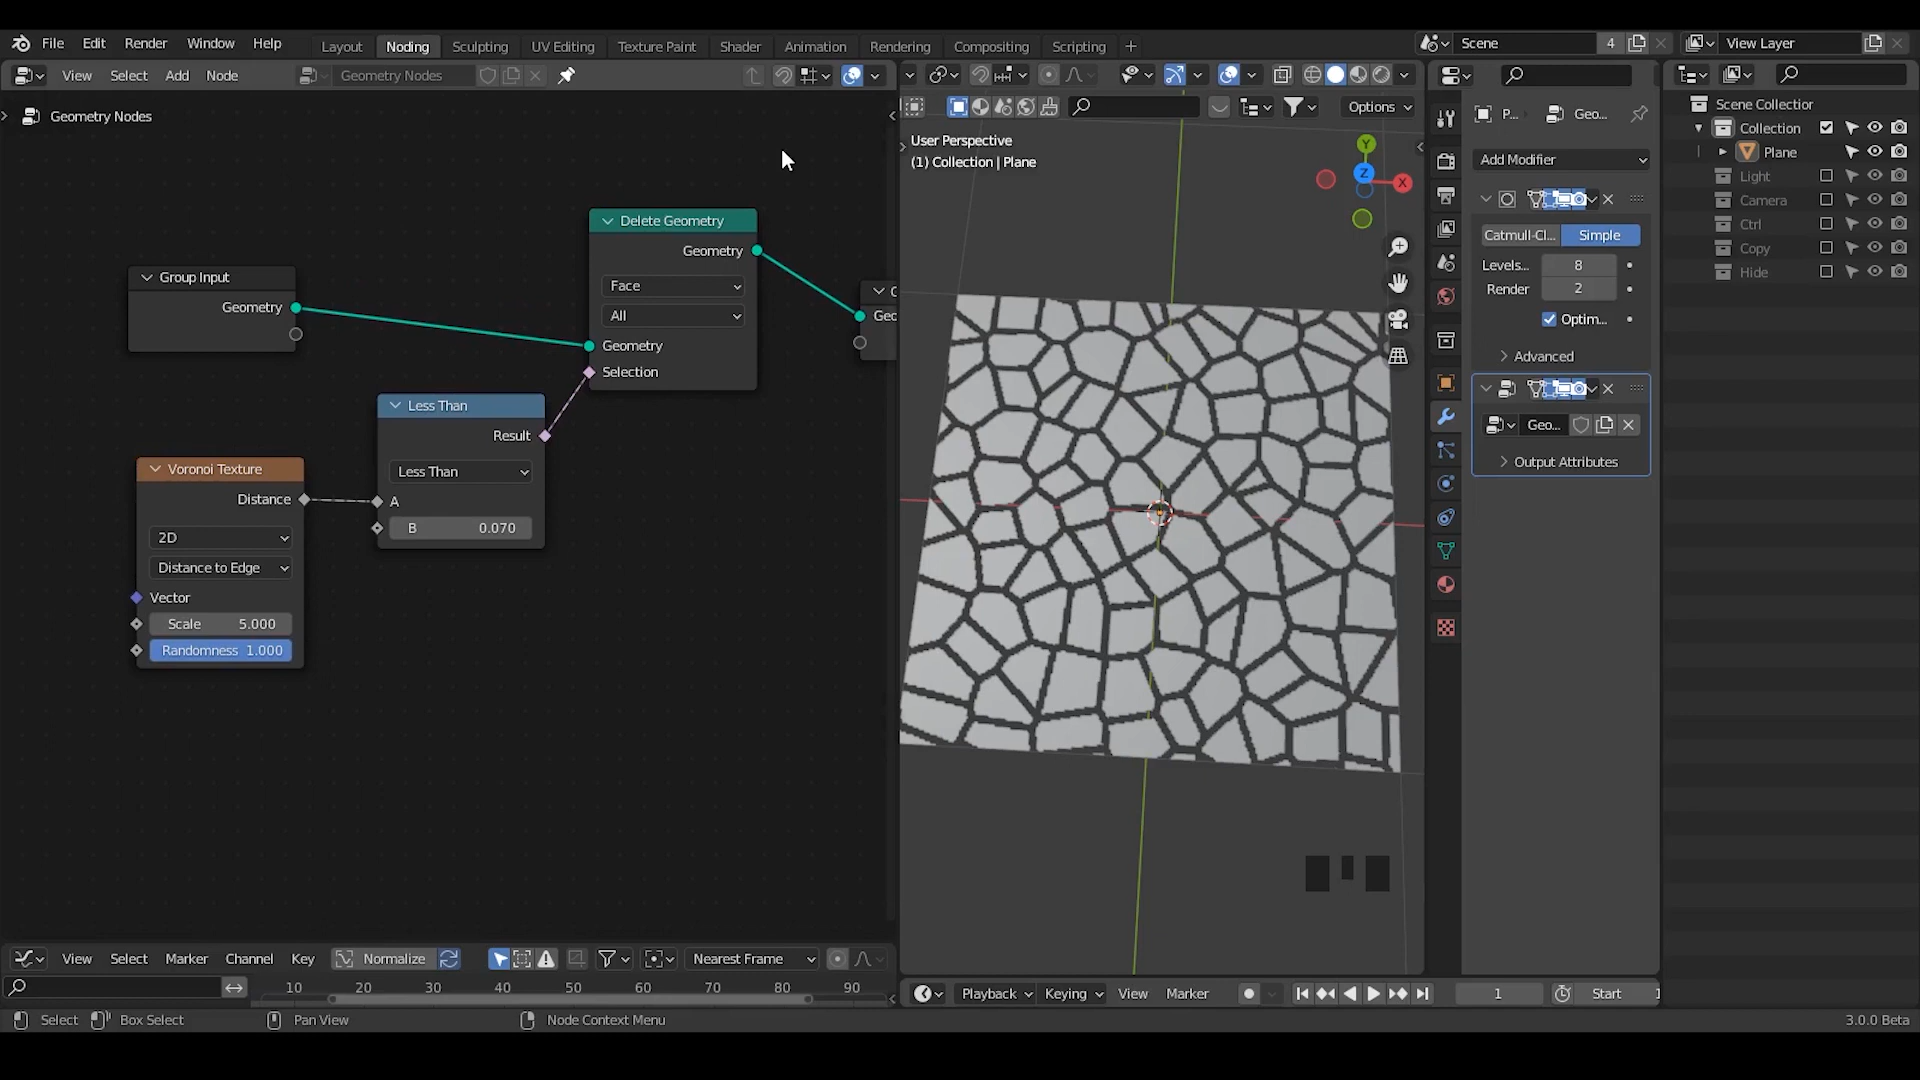 File Edit Render Window Help Layout Noding Sculpting UV Editing Texture Paint Shader Animation Rendering Compositing Scripting + Scene 4 View Layer
View Select Add Node Geometry Nodes
Geometry Nodes
Options
User Perspective
(1) Collection | Plane
Y
Z
X
Delete Geometry
Geometry
Face
All
Geometry
Selection
Group Input
Geometry
Less Than
Result
Less Than
A
B 0.070
Voronoi Texture
Distance
2D
Distance to Edge
Vector
Scale 5.000
Randomness 1.000
P... Geo...
Add Modifier
Catmull-Cl... Simple
Levels... 8
Render 2
Optim...
Advanced
Geo...
Output Attributes
Scene Collection
Collection
Plane
Light
Camera
Ctrl
Copy
Hide
View Select Marker Channel Key Normalize Nearest Frame
10 20 30 40 50 60 70 80 90
Playback Keying View Marker 1 Start
Select Box Select Pan View Node Context Menu 3.0.0 Beta